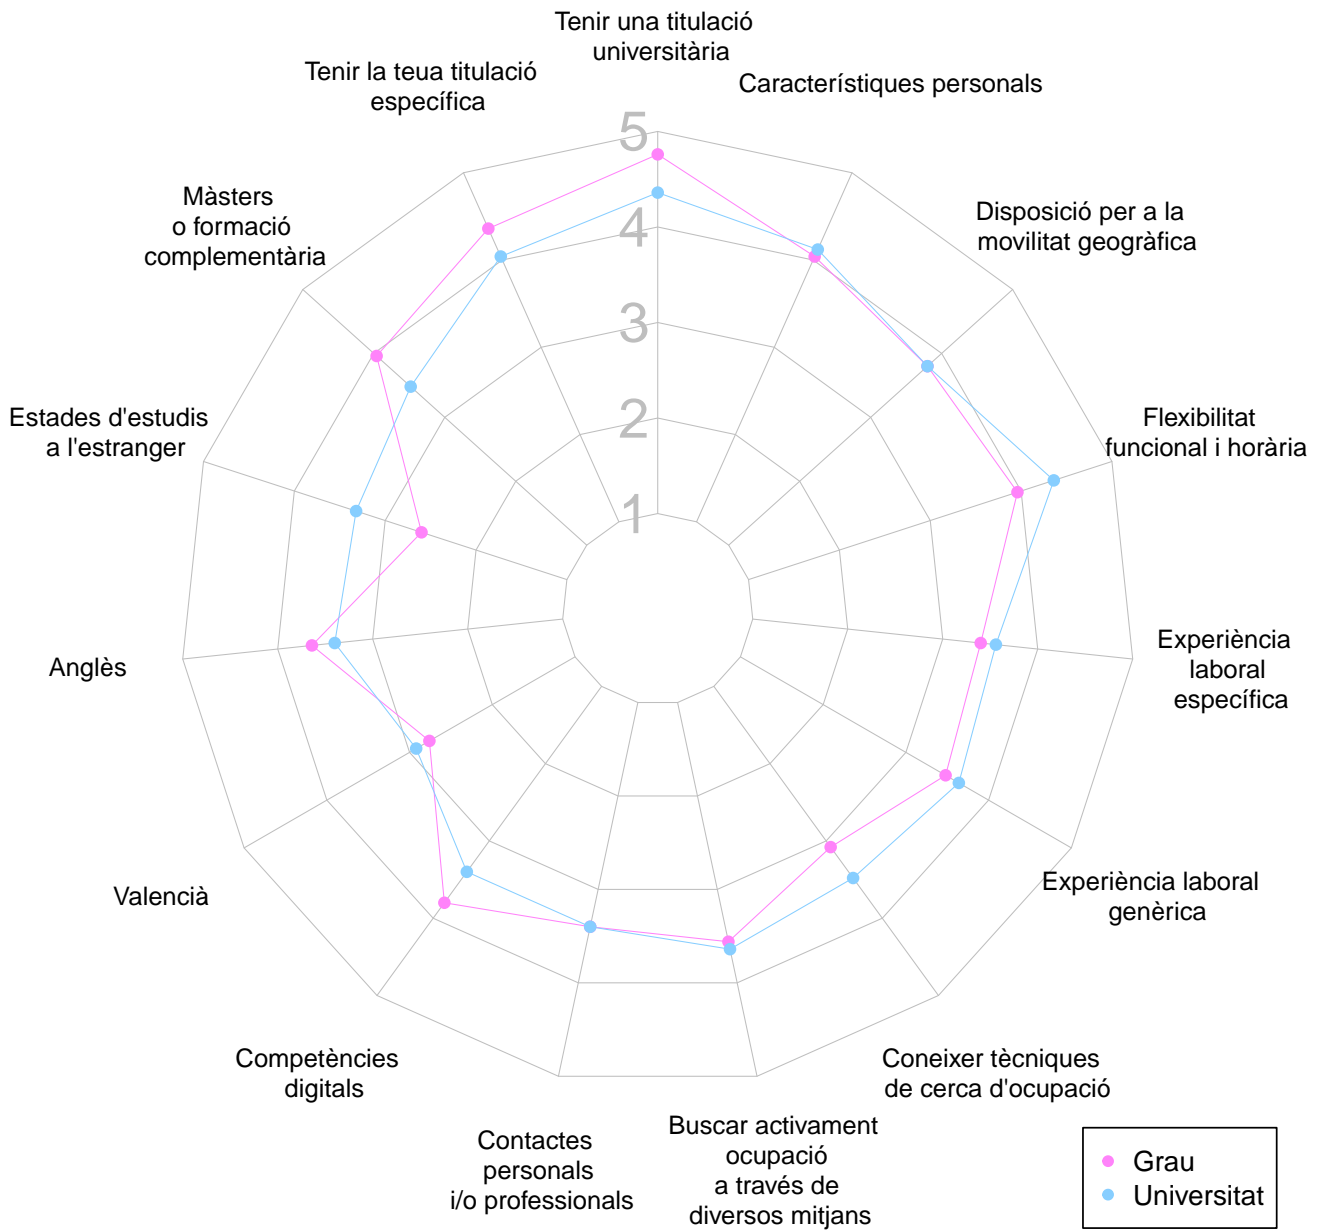 Tenir una titulació
universitària
Tenir la teua titulació
específica
Característiques personals
Màsters
o formació
complementària
Disposició per a la
movilitat geogràfica
Estades d'estudis
a l'estranger
Flexibilitat
funcional i horària
5
4
3
2
1
Anglès
Experiència
laboral
específica
Valencià
Experiència laboral
genèrica
Competències
digitals
Coneixer tècniques
de cerca d'ocupació
Contactes
personals
i/o professionals
Buscar activament
ocupació
a través de
diversos mitjans
Grau
Universitat